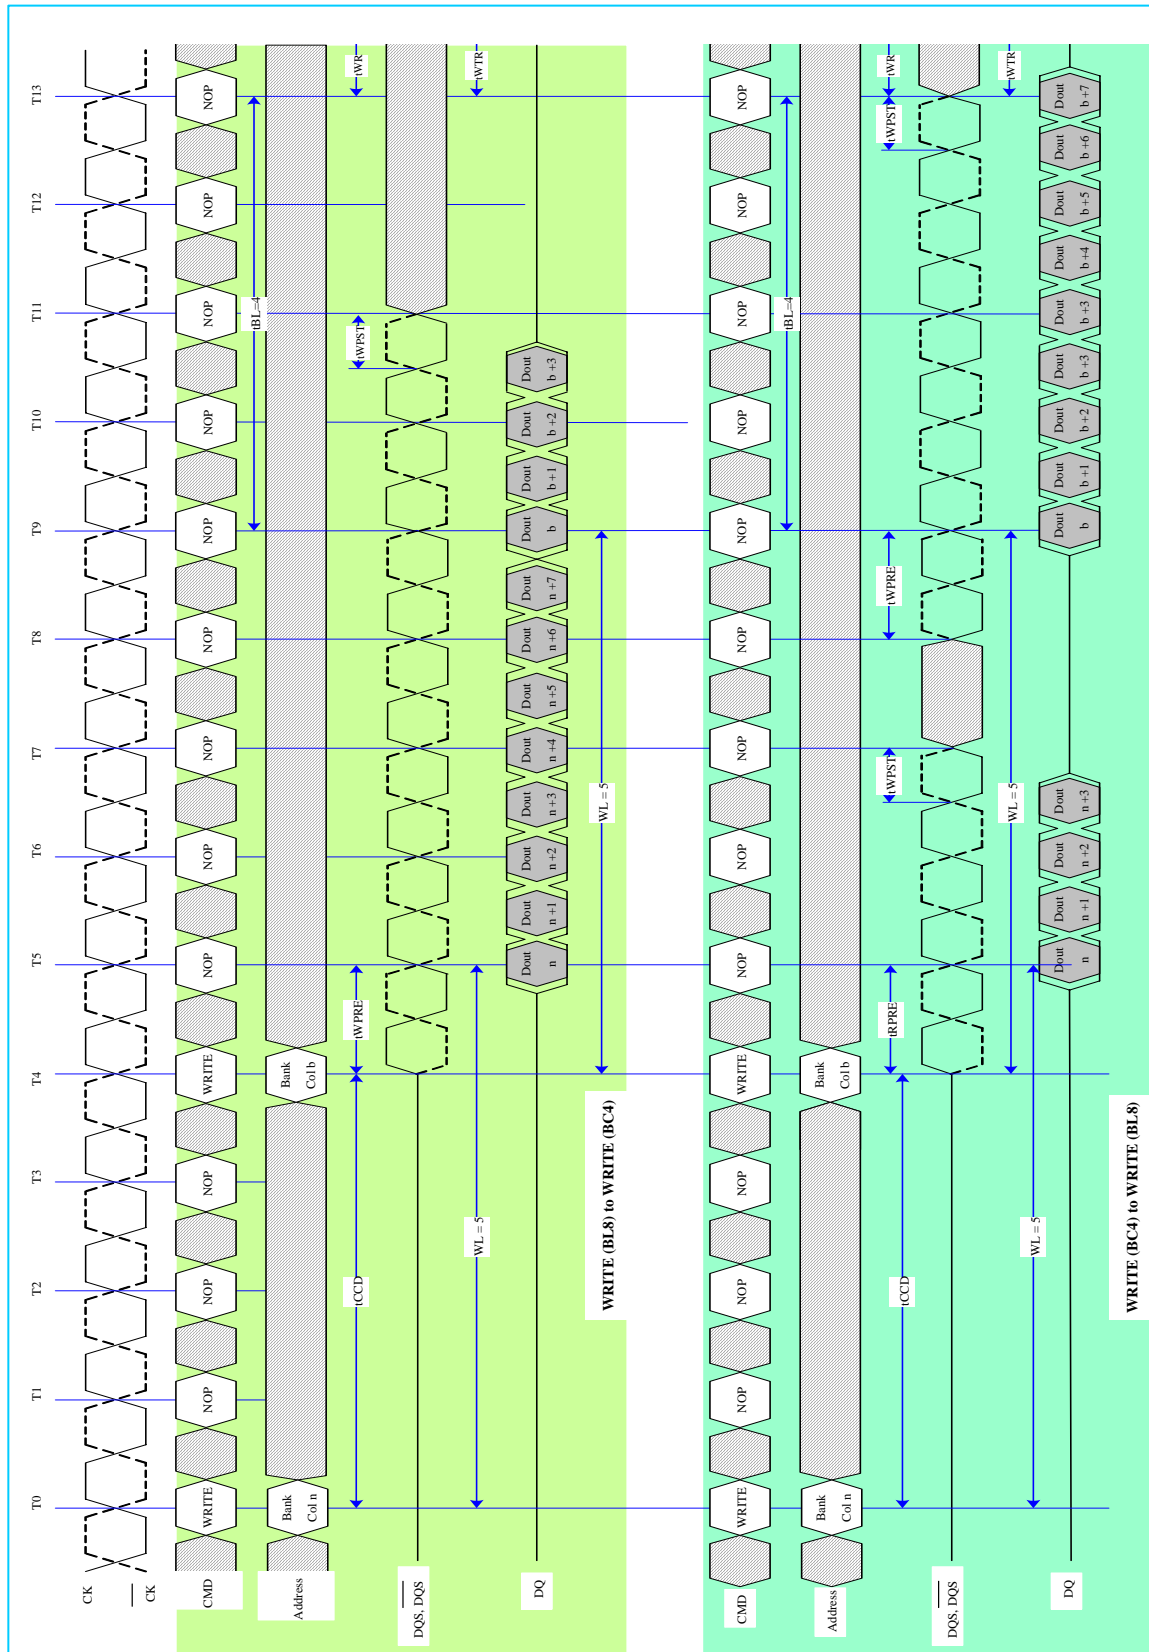 T0 T1 T2 T3 T4 T5 T6 T7 T8 T9 T10 T11 T12 T13
CK
CK
CMD WRITE NOP NOP NOP WRITE NOP NOP NOP NOP NOP NOP NOP NOP NOP
tBL=4
Address Bank Col n Bank Col b
tCCD tWPRE tWPST tWR
DQS, DQS
WL = 5 tWTR
DQ Dout n Dout n +1 Dout n +2 Dout n +3 Dout n +4 Dout n +5 Dout n +6 Dout n +7 Dout b Dout b +1 Dout b +2 Dout b +3
WL = 5
WRITE (BL8) to WRITE (BC4)
CMD WRITE NOP NOP NOP WRITE NOP NOP NOP NOP NOP NOP NOP NOP NOP
tBL=4
Address Bank Col n Bank Col b
tCCD tRPRE tWPST tWPRE tWPST tWR
DQS, DQS
WL = 5 tWTR
WL = 5
DQ Dout n Dout n +1 Dout n +2 Dout n +3 Dout b Dout b +1 Dout b +2 Dout b +3 Dout b +3 Dout b +4 Dout b +5 Dout b +6 Dout b +7
WRITE (BC4) to WRITE (BL8)